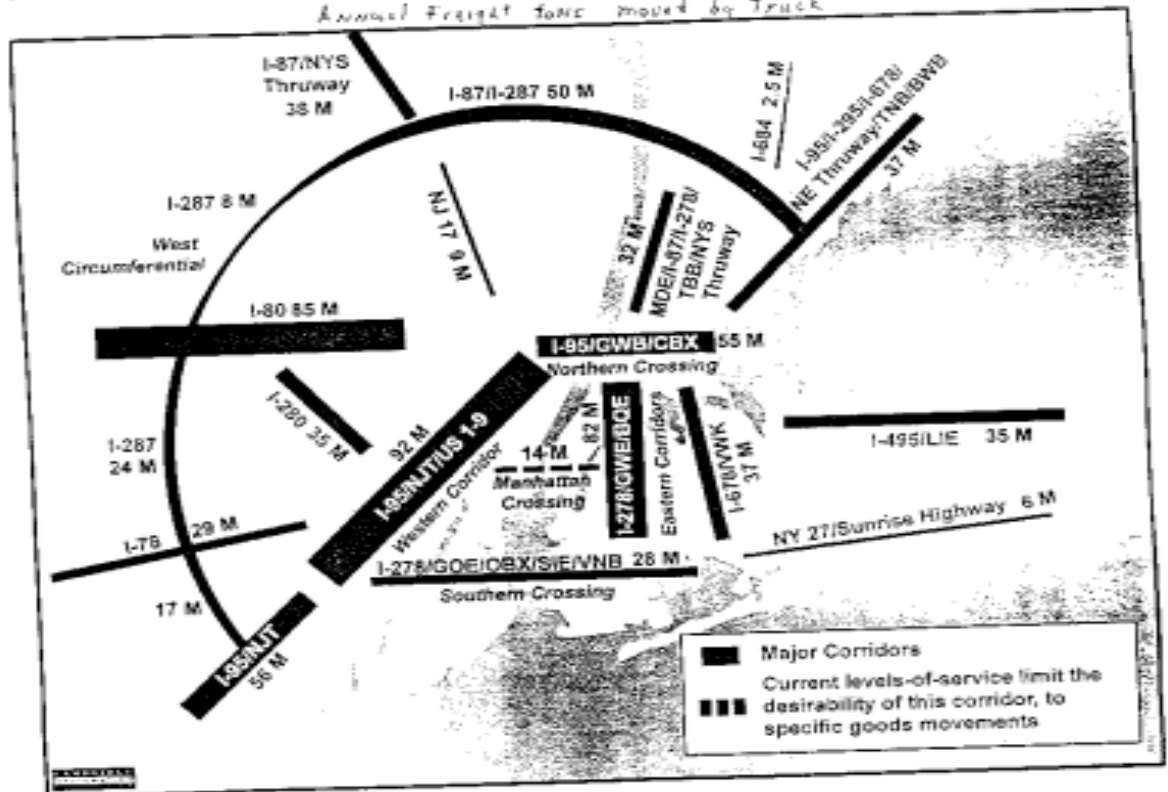 Annual Freight tons moved by Truck
I-87/NYS
Thruway
38 M
I-87/I-287 50 M
I-684 2.5 M
I-95/I-295/I-678/
NE Thruway/TNB/BWB
37 M
I-287 8 M
West
Circumferential
NJ 17 9 M
32 M
MDE/I-87/I-278/
TBB/NYS
Thruway
I-80 85 M
I-95/GWB/CBX 55 M
Northern Crossing
I-280 35 M
92 M
I-95/NJT/US 1-9
Western Corridor
14 M
Manhattan
Crossing
82 M
I-278/GWE/BQE
Eastern Corridors
I-678/VWK
37 M
I-495/LIE 35 M
I-287
24 M
I-78 29 M
NY 27/Sunrise Highway 6 M
I-278/GOE/OBX/SIE/VNB 28 M
Southern Crossing
17 M
I-95/NJT
56 M
Major Corridors
Current levels-of-service limit the
desirability of this corridor, to
specific goods movements